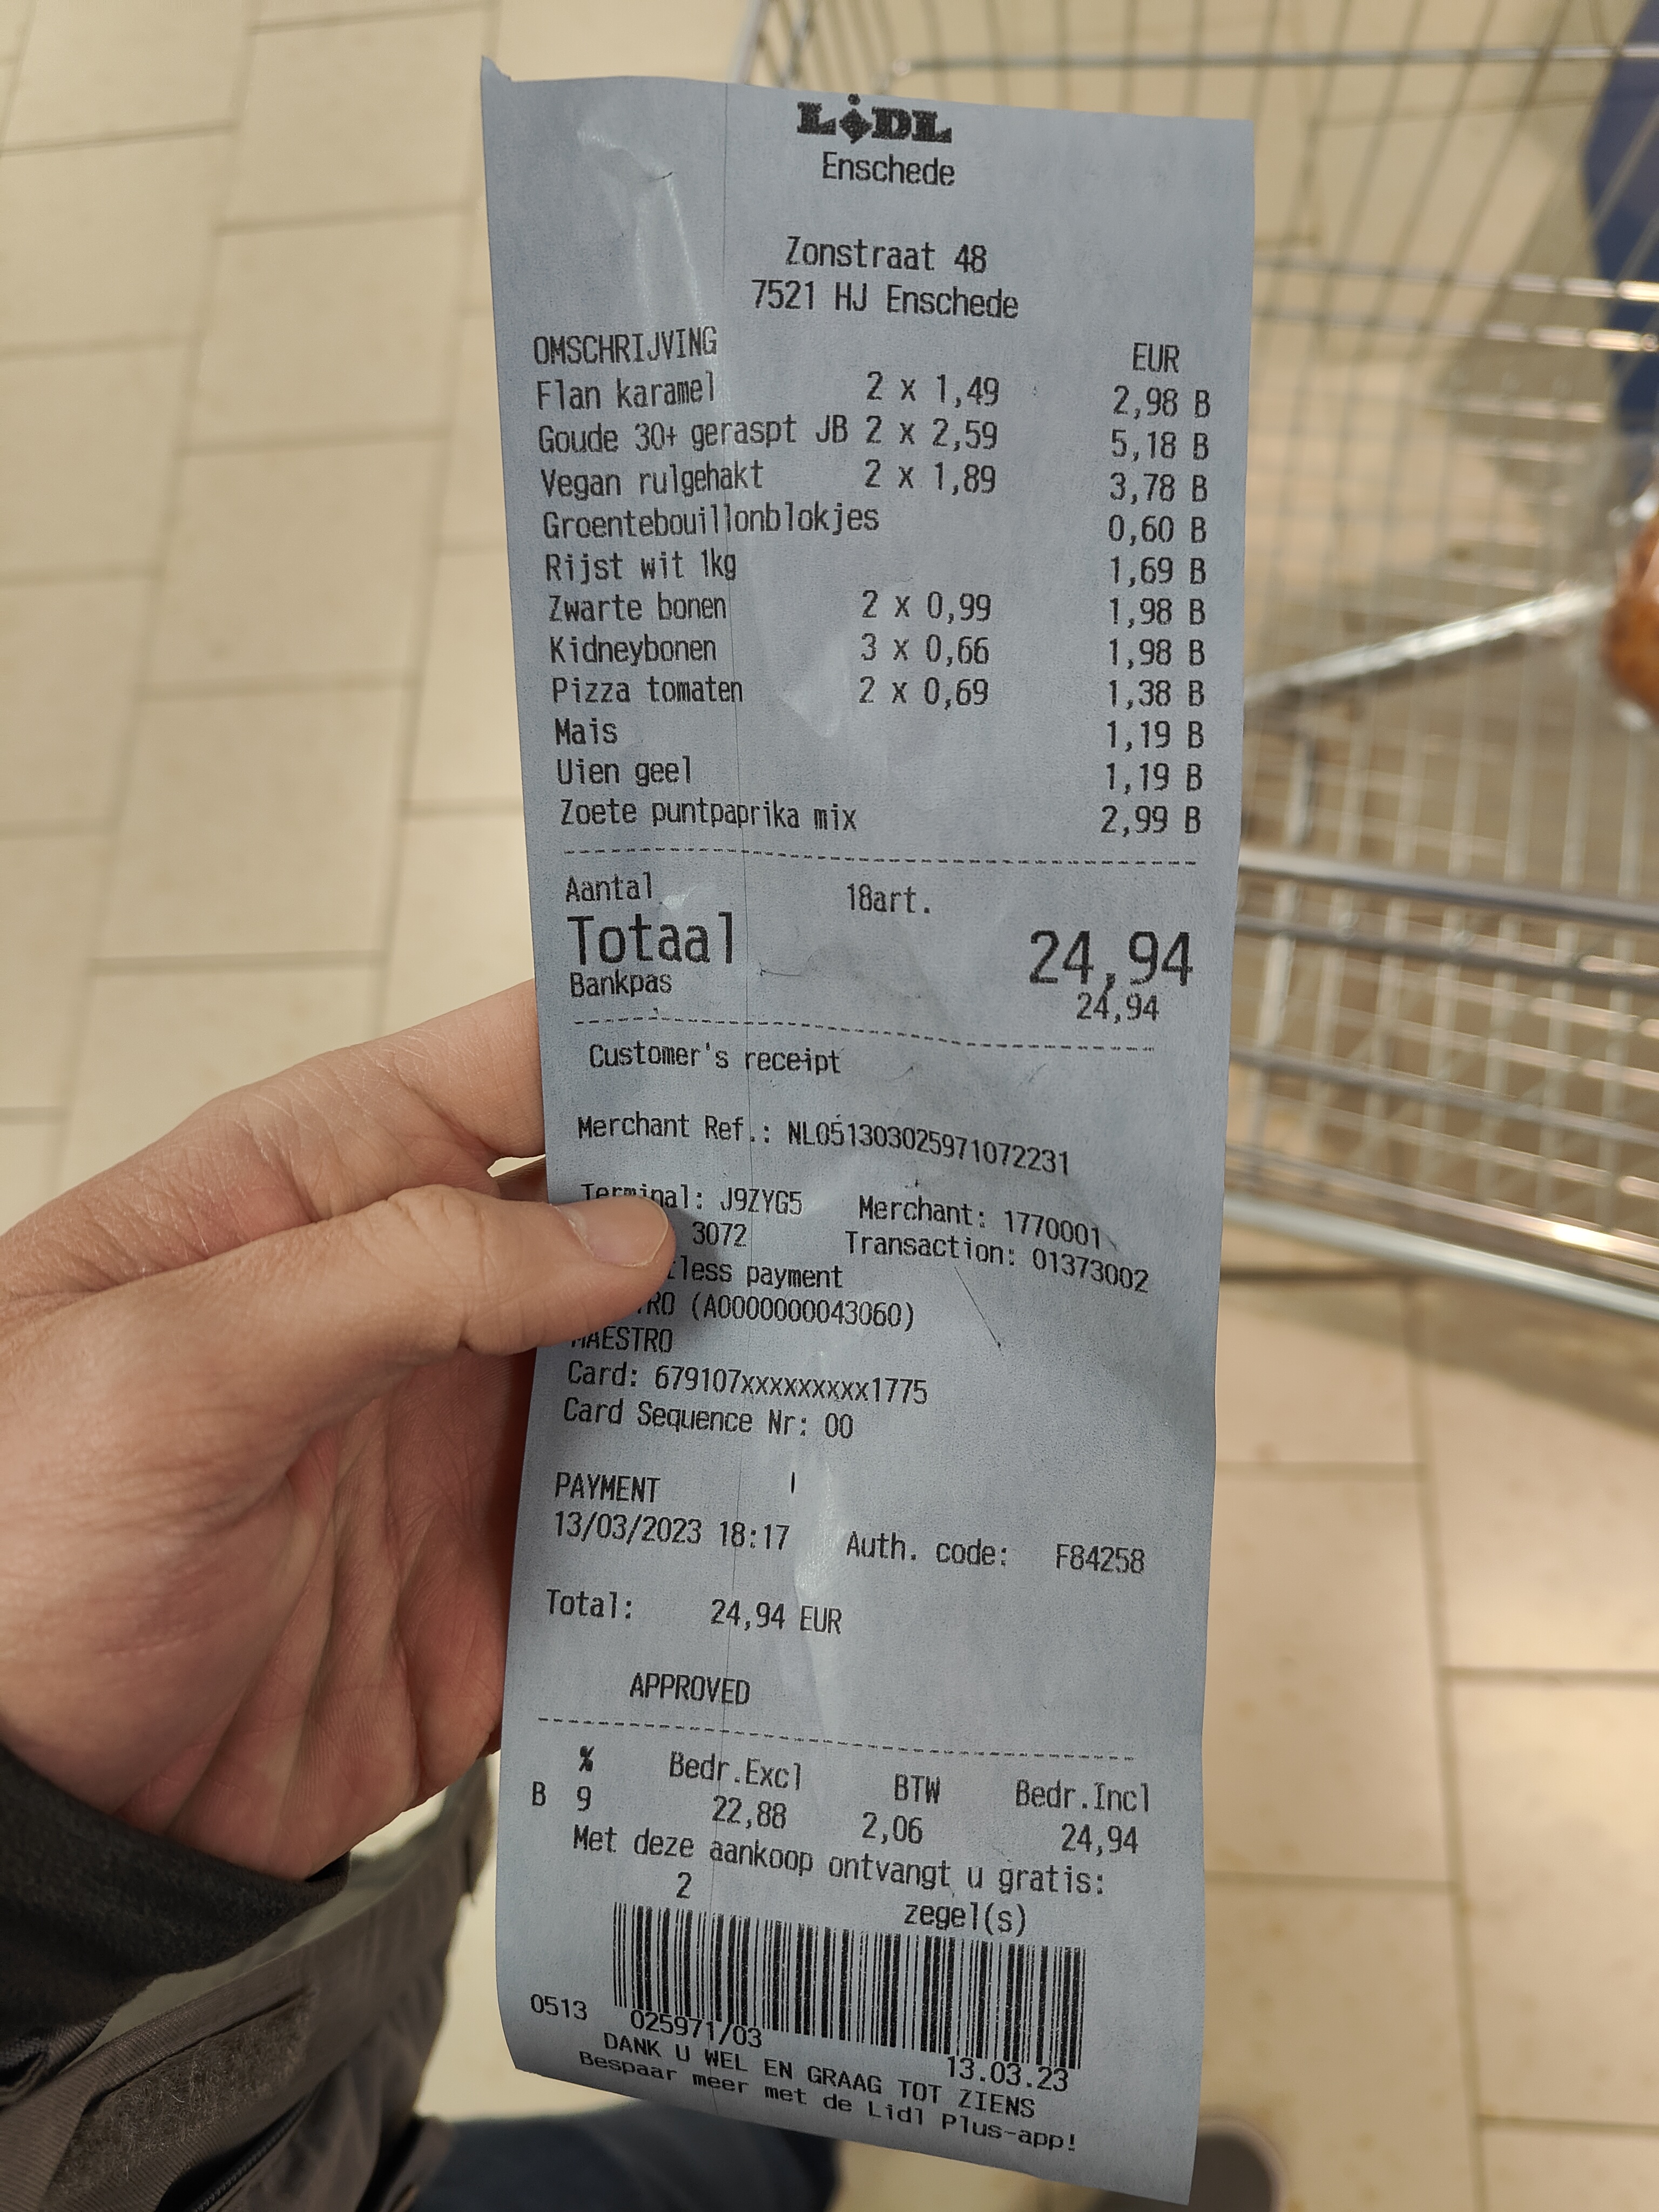 LiDL
Enschede
Zonstraat 48
7521 HJ Enschede
OMSCHRIJVING EUR
Flan karamel 2 x 1,49 2,98 B
Goude 30+ geraspt JB 2 x 2,59 5,18 B
Vegan rulgehakt 2 x 1,89 3,78 B
Groentebouillonblokjes 0,60 B
Rijst wit 1kg 1,69 B
Zwarte bonen 2 x 0,99 1,98 B
Kidneybonen 3 x 0,66 1,98 B
Pizza tomaten 2 x 0,69 1,38 B
Mais 1,19 B
Uien geel 1,19 B
Zoete puntpaprika mix 2,99 B
Aantal 18art.
Totaal 24,94
Bankpas 24,94
Customer's receipt
Merchant Ref.: NL051303025971072231
Terminal: J9ZYG5 Merchant: 1770001
3072 Transaction: 01373002
payment
(A0000000043060)
MAESTRO
Card: 679107xxxxxxxxx1775
Card Sequence Nr: 00
PAYMENT
13/03/2023 18:17 Auth. code: F84258
Total: 24,94 EUR
APPROVED
% Bedr.Excl BTW Bedr.Incl
B 9 22,88 2,06 24,94
Met deze aankoop ontvangt u gratis:
2 zegel(s)
0513 025971/03 13.03.23
DANK U WEL EN GRAAG TOT ZIENS
Bespaar meer met de Lidl Plus-app!